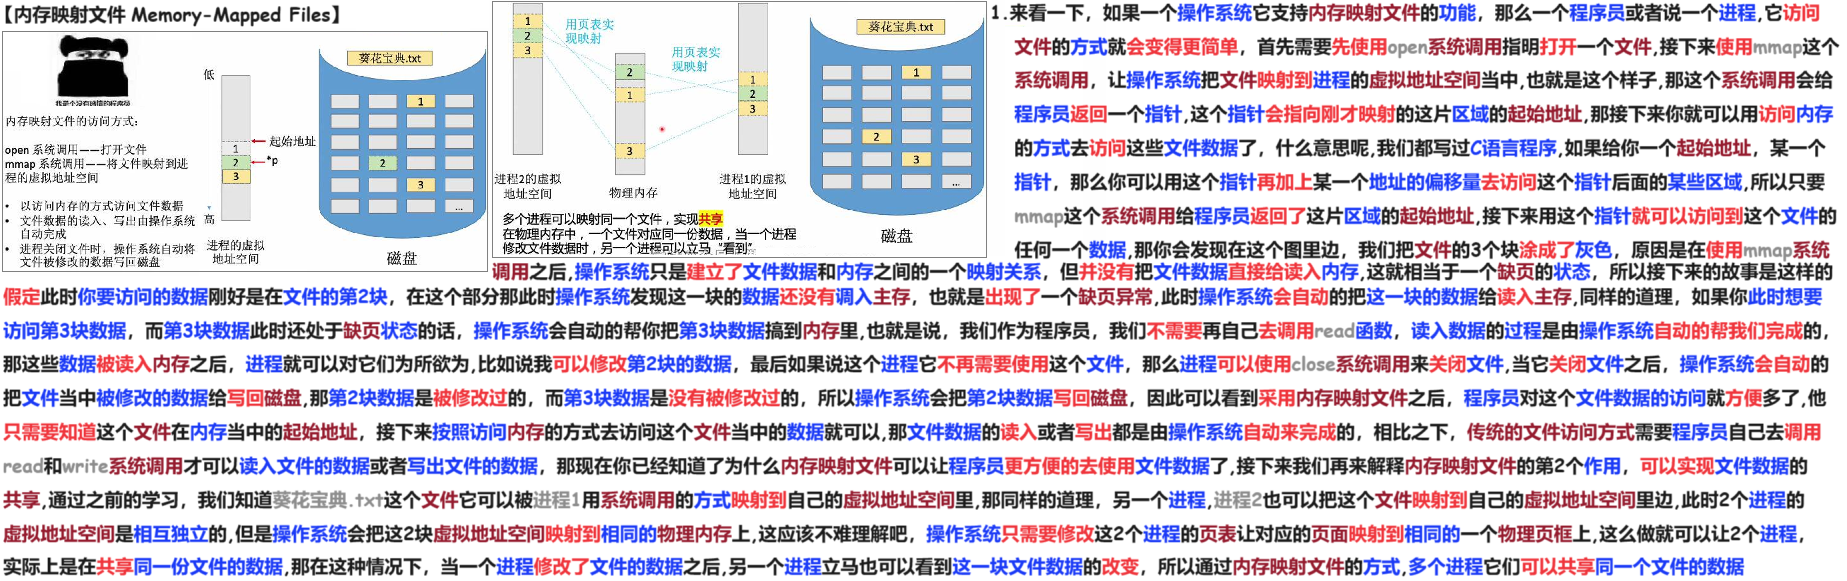 【内存映射文件 Memory-Mapped Files】
我是个没有感情的程序猿
内存映射文件的访问方式:
open 系统调用——打开文件
mmap 系统调用——将文件映射到进
程的虚拟地址空间
• 以访问内存的方式访问文件数据
• 文件数据的读入、写出由操作系统
自动完成
• 进程关闭文件时，操作系统自动将
文件被修改的数据写回磁盘
低
1
2
3
高
起始地址
*p
进程的虚拟
地址空间
葵花宝典.txt
1
2
3
...
磁盘
1
2
3
进程2的虚拟
地址空间
用页表实
现映射
2
1
3
物理内存
用页表实
现映射
1
2
3
进程1的虚拟
地址空间
葵花宝典.txt
1
2
3
...
磁盘
多个进程可以映射同一个文件，实现共享
在物理内存中，一个文件对应同一份数据，当一个进程
修改文件数据时，另一个进程可以立马“看到”
1.来看一下，如果一个操作系统它支持内存映射文件的功能，那么一个程序员或者说一个进程,它访问
文件的方式就会变得更简单，首先需要先使用open系统调用指明打开一个文件,接下来使用mmap这个
系统调用，让操作系统把文件映射到进程的虚拟地址空间当中,也就是这个样子,那这个系统调用会给
程序员返回一个指针,这个指针会指向刚才映射的这片区域的起始地址,那接下来你就可以用访问内存
的方式去访问这些文件数据了，什么意思呢,我们都写过C语言程序,如果给你一个起始地址，某一个
指针，那么你可以用这个指针再加上某一个地址的偏移量去访问这个指针后面的某些区域,所以只要
mmap这个系统调用给程序员返回了这片区域的起始地址,接下来用这个指针就可以访问到这个文件的
任何一个数据,那你会发现在这个图里边，我们把文件的3个块涂成了灰色，原因是在使用mmap系统
调用之后,操作系统只是建立了文件数据和内存之间的一个映射关系，但并没有把文件数据直接给读入内存,这就相当于一个缺页的状态，所以接下来的故事是这样的
假定此时你要访问的数据刚好是在文件的第2块，在这个部分那此时操作系统发现这一块的数据还没有调入主存，也就是出现了一个缺页异常,此时操作系统会自动的把这一块的数据给读入主存,同样的道理，如果你此时想要
访问第3块数据，而第3块数据此时还处于缺页状态的话，操作系统会自动的帮你把第3块数据搞到内存里,也就是说，我们作为程序员，我们不需要再自己去调用read函数，读入数据的过程是由操作系统自动的帮我们完成的，
那这些数据被读入内存之后，进程就可以对它们为所欲为,比如说我可以修改第2块的数据，最后如果说这个进程它不再需要使用这个文件，那么进程可以使用close系统调用来关闭文件,当它关闭文件之后，操作系统会自动的
把文件当中被修改的数据给写回磁盘,那第2块数据是被修改过的，而第3块数据是没有被修改过的，所以操作系统会把第2块数据写回磁盘，因此可以看到采用内存映射文件之后，程序员对这个文件数据的访问就方便多了,他
只需要知道这个文件在内存当中的起始地址，接下来按照访问内存的方式去访问这个文件当中的数据就可以,那文件数据的读入或者写出都是由操作系统自动来完成的，相比之下，传统的文件访问方式需要程序员自己去调用
read和write系统调用才可以读入文件的数据或者写出文件的数据，那现在你已经知道了为什么内存映射文件可以让程序员更方便的去使用文件数据了,接下来我们再来解释内存映射文件的第2个作用，可以实现文件数据的
共享,通过之前的学习，我们知道葵花宝典.txt这个文件它可以被进程1用系统调用的方式映射到自己的虚拟地址空间里,那同样的道理，另一个进程,进程2也可以把这个文件映射到自己的虚拟地址空间里边,此时2个进程的
虚拟地址空间是相互独立的,但是操作系统会把这2块虚拟地址空间映射到相同的物理内存上,这应该不难理解吧，操作系统只需要修改这2个进程的页表让对应的页面映射到相同的一个物理页框上,这么做就可以让2个进程，
实际上是在共享同一份文件的数据,那在这种情况下，当一个进程修改了文件的数据之后,另一个进程立马也可以看到这一块文件数据的改变，所以通过内存映射文件的方式,多个进程它们可以共享同一个文件的数据